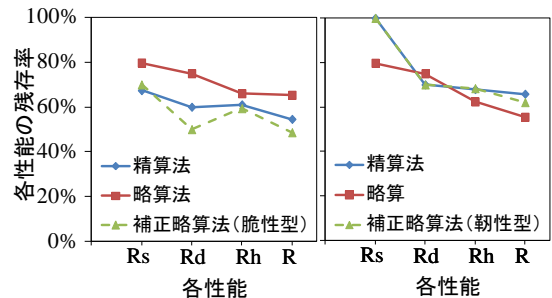 各性能の残存率
100%
80%
60%
40%
20%
0%
精算法
略算法
補正略算法(脆性型)
Rs Rd Rh R
各性能
精算法
略算
補正略算法(靭性型)
Rs Rd Rh R
各性能